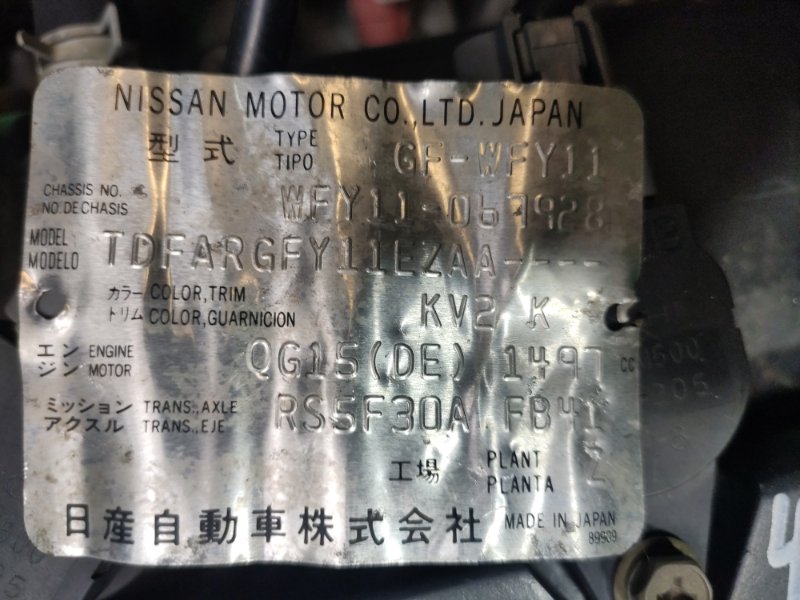 NISSAN MOTOR CO.,LTD. JAPAN
型式 TYPE TIPO GF-WFY11
CHASSIS NO. NO. DE CHASIS WFY11-067928
MODEL MODELO TDFARGFY11EZAA----
カラー トリム COLOR, TRIM COLOR, GUARNICION KV2 K
エンジン ENGINE MOTOR QG15(DE) 1497 CC
ミッション アクスル TRANS., AXLE TRANS., EJE RS5F30A FB41
工場 PLANT PLANTA Z
日産自動車株式会社 MADE IN JAPAN
89909